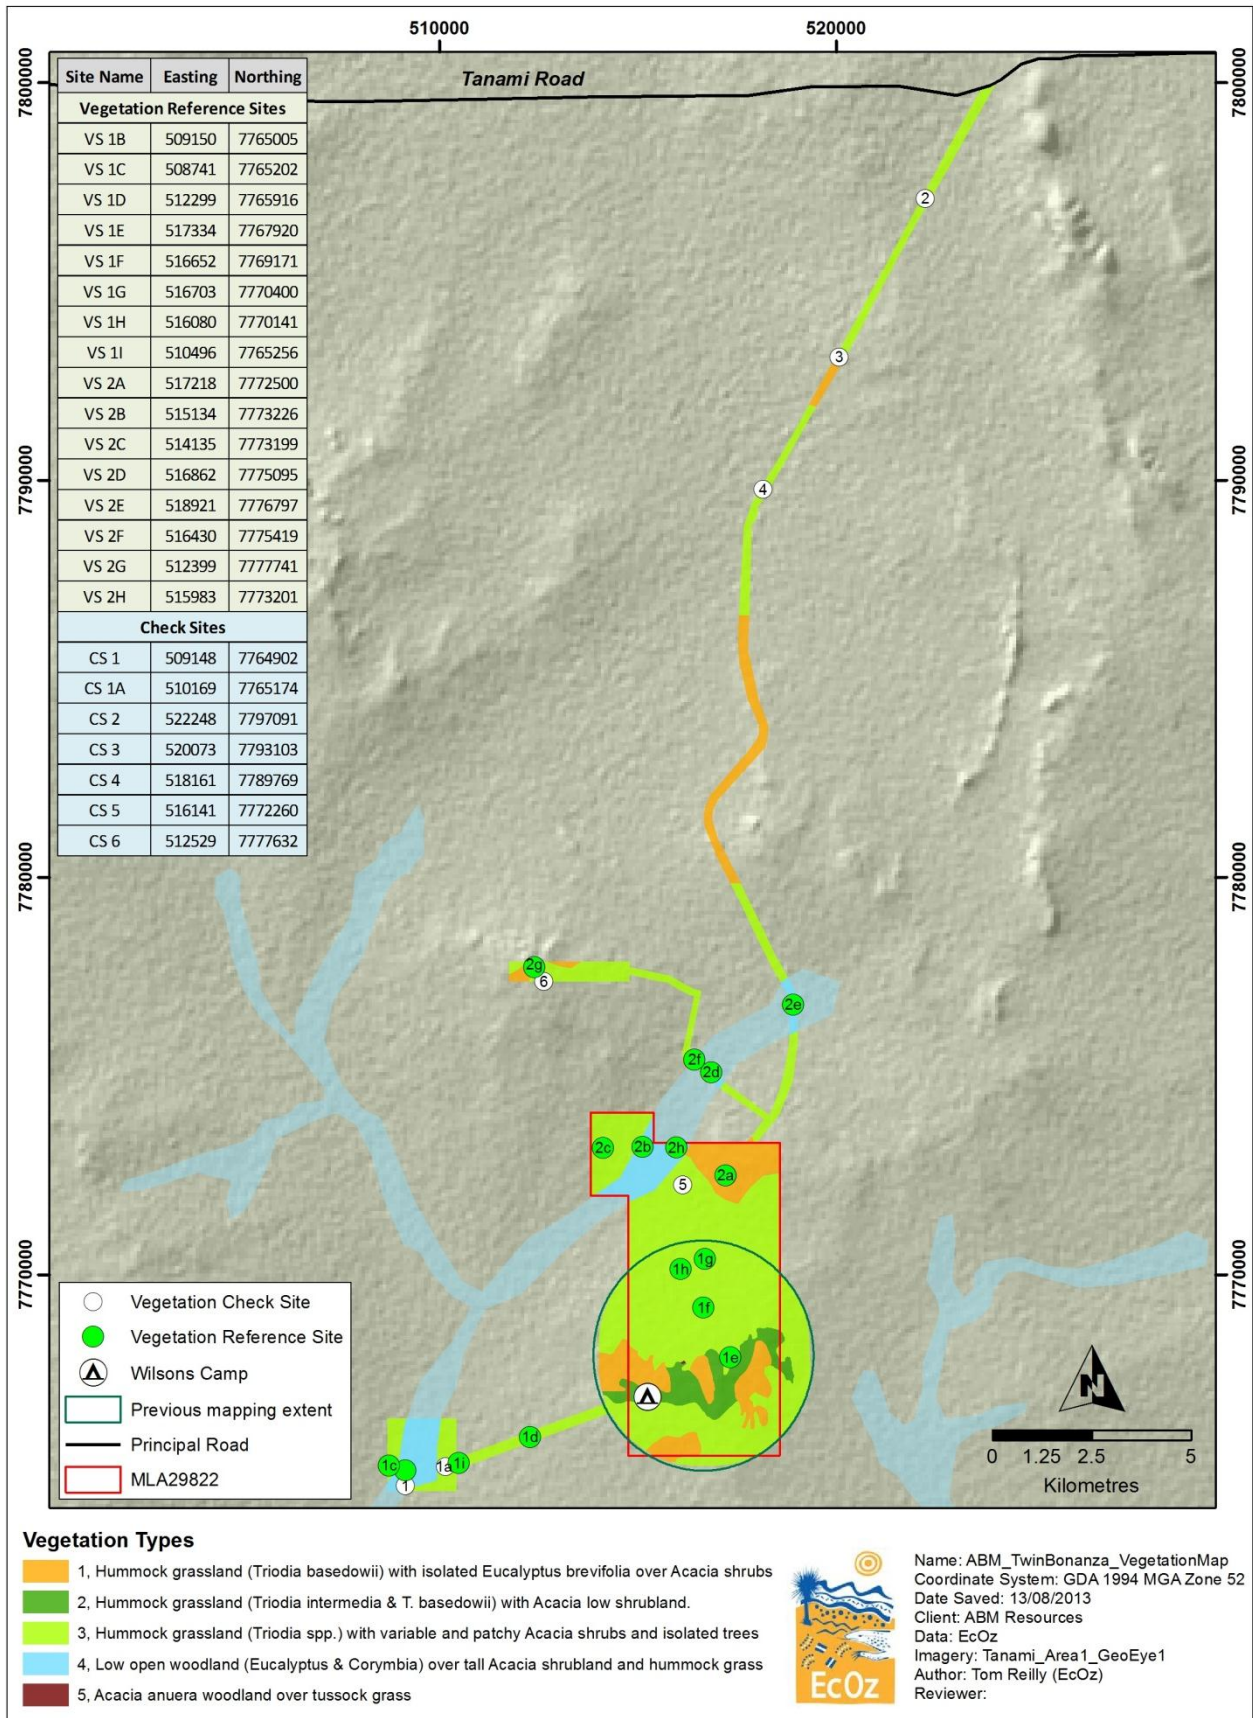 510000 520000
7800000 7800000
7790000 7790000
7780000 7780000
7770000 7770000
Tanami Road
Site Name Easting Northing
Vegetation Reference Sites
VS 1B 509150 7765005
VS 1C 508741 7765202
VS 1D 512299 7765916
VS 1E 517334 7767920
VS 1F 516652 7769171
VS 1G 516703 7770400
VS 1H 516080 7770141
VS 1I 510496 7765256
VS 2A 517218 7772500
VS 2B 515134 7773226
VS 2C 514135 7773199
VS 2D 516862 7775095
VS 2E 518921 7776797
VS 2F 516430 7775419
VS 2G 512399 7777741
VS 2H 515983 7773201
Check Sites
CS 1 509148 7764902
CS 1A 510169 7765174
CS 2 522248 7797091
CS 3 520073 7793103
CS 4 518161 7789769
CS 5 516141 7772260
CS 6 512529 7777632
2
3
4
2g
6
2e
2f
2d
2c 2b 2h
2a
5
1g
1h
1f
1e
1d
1c 1a 1i
1
Vegetation Check Site
Vegetation Reference Site
Wilsons Camp
Previous mapping extent
Principal Road
MLA29822
N
0 1.25 2.5 5
Kilometres
Vegetation Types
1, Hummock grassland (Triodia basedowii) with isolated Eucalyptus brevifolia over Acacia shrubs
2, Hummock grassland (Triodia intermedia & T. basedowii) with Acacia low shrubland.
3, Hummock grassland (Triodia spp.) with variable and patchy Acacia shrubs and isolated trees
4, Low open woodland (Eucalyptus & Corymbia) over tall Acacia shrubland and hummock grass
5, Acacia anuera woodland over tussock grass
EcOz
Name: ABM_TwinBonanza_VegetationMap
Coordinate System: GDA 1994 MGA Zone 52
Date Saved: 13/08/2013
Client: ABM Resources
Data: EcOz
Imagery: Tanami_Area1_GeoEye1
Author: Tom Reilly (EcOz)
Reviewer: